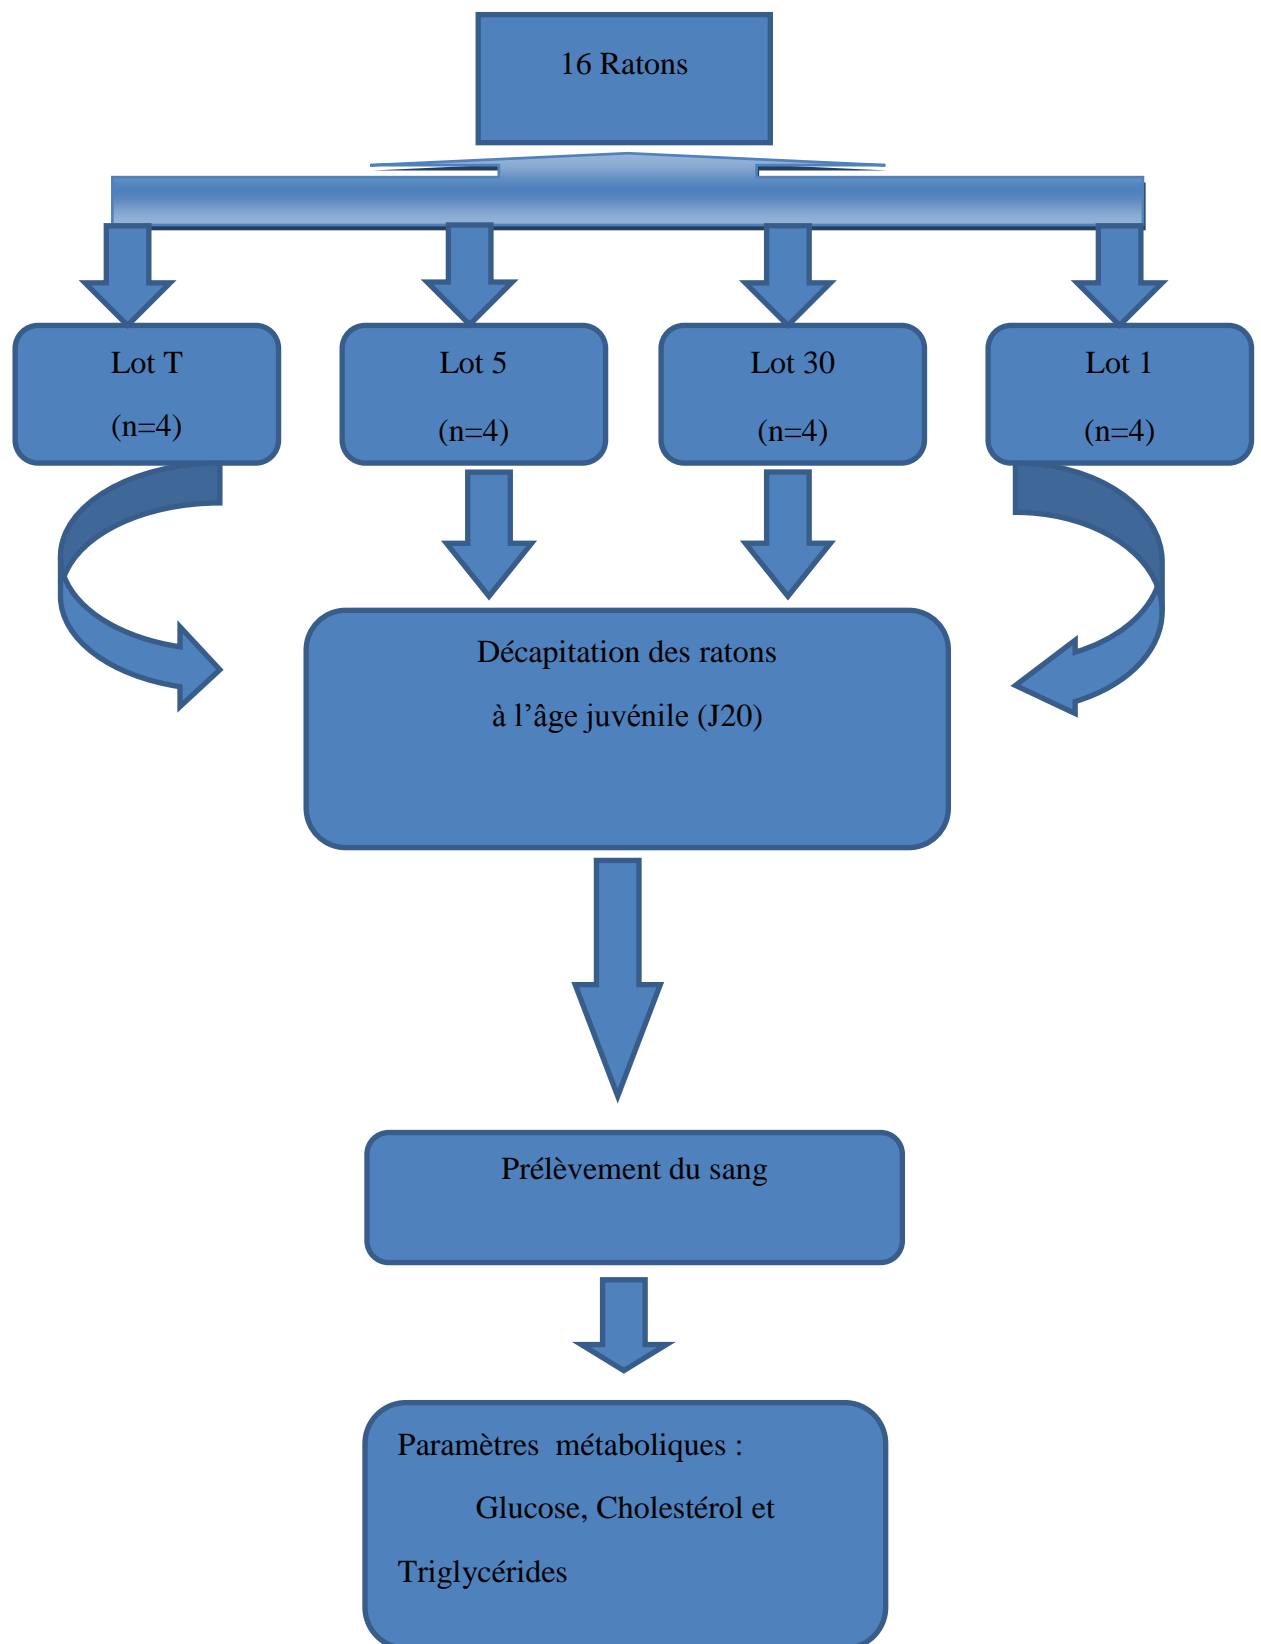 16 Ratons
Lot T
(n=4)
Lot 5
(n=4)
Lot 30
(n=4)
Lot 1
(n=4)
Décapitation des ratons
à l’âge juvénile (J20)
Prélèvement du sang
Paramètres  métaboliques :
Glucose, Cholestérol et
Triglycérides